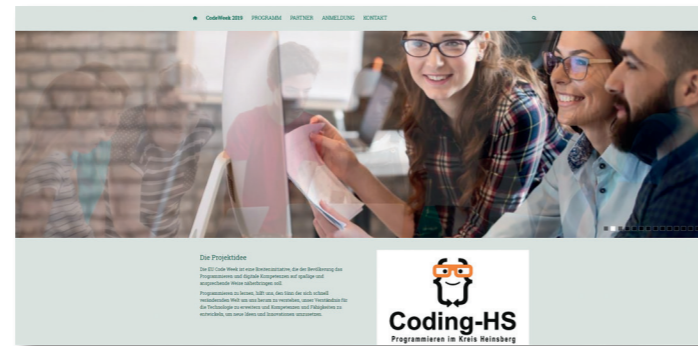 CodeWeek 2019 PROGRAMM PARTNER ANMELDUNG KONTAKT
Die Projektidee
Die EU Code Week ist eine Breiteninitiative, die der Bevölkerung das
Programmieren und digitale Kompetenzen auf spaßige und
ansprechende Weise näherbringen soll.
Programmieren zu lernen, hilft uns, den Sinn der sich schnell
verändernden Welt um uns herum zu verstehen, unser Verständnis für
die Technologie zu erweitern und Kompetenzen und Fähigkeiten zu
entwickeln, um neue Ideen und Innovationen umzusetzen.
Coding-HS
Programmieren im Kreis Heinsberg